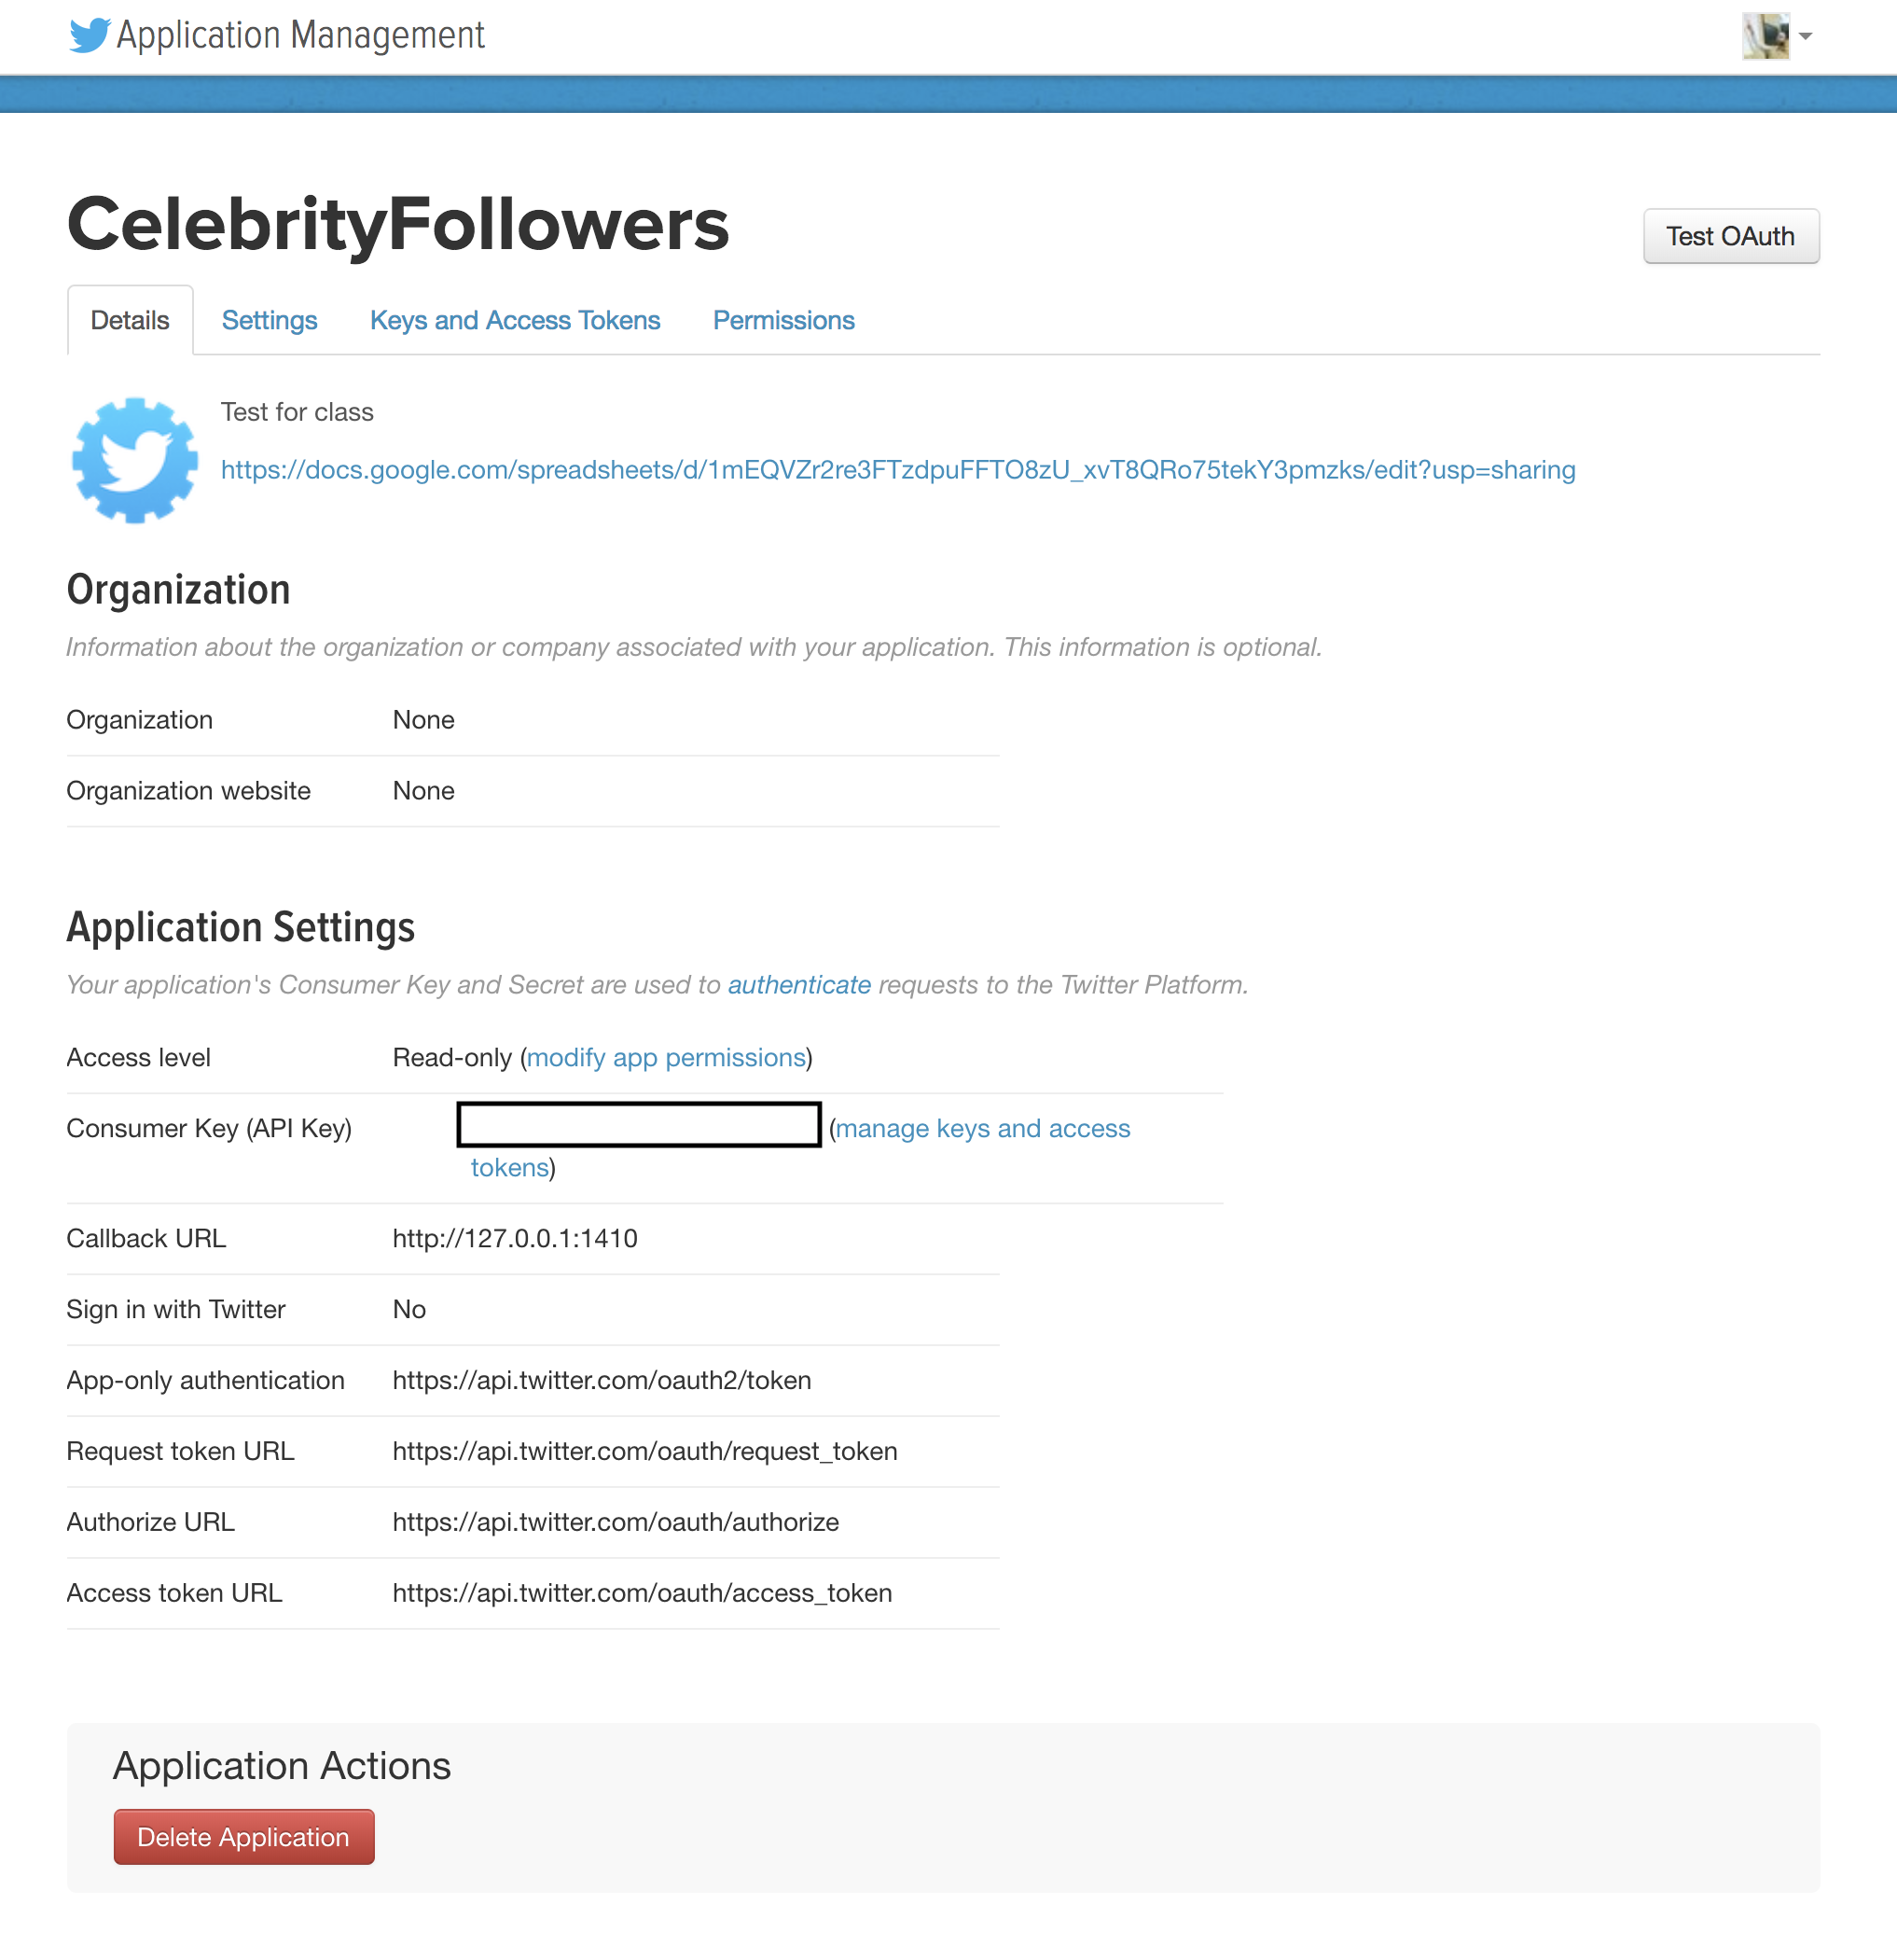 Application Management
CelebrityFollowers
Test OAuth
Details Settings Keys and Access Tokens Permissions
Test for class
https://docs.google.com/spreadsheets/d/1mEQVZr2re3FTzdpuFFTO8zU_xvT8QRo75tekY3pmzks/edit?usp=sharing
Organization
Information about the organization or company associated with your application. This information is optional.
Organization None
Organization website None
Application Settings
Your application's Consumer Key and Secret are used to authenticate requests to the Twitter Platform.
Access level Read-only (modify app permissions)
Consumer Key (API Key) (manage keys and access
tokens)
Callback URL http://127.0.0.1:1410
Sign in with Twitter No
App-only authentication https://api.twitter.com/oauth2/token
Request token URL https://api.twitter.com/oauth/request_token
Authorize URL https://api.twitter.com/oauth/authorize
Access token URL https://api.twitter.com/oauth/access_token
Application Actions
Delete Application